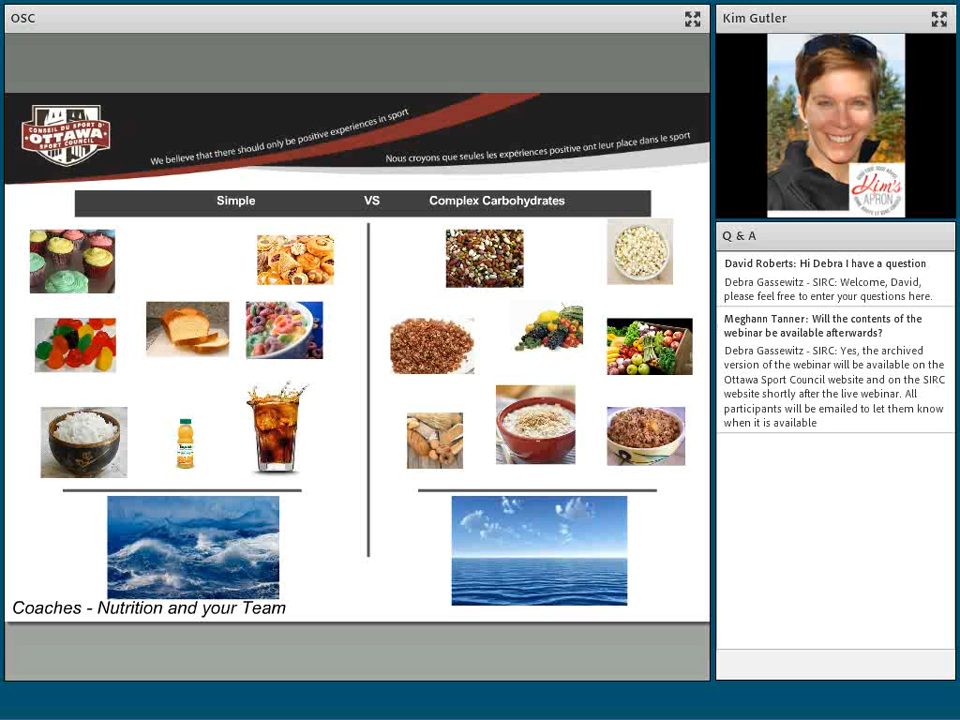 OSC
CONSEIL DU SPORT D'
OTTAWA
SPORT COUNCIL
We believe that there should only be positive experiences in sport
Nous croyons que seules les expériences positive ont leur place dans le sport
Simple VS Complex Carbohydrates
Coaches - Nutrition and your Team
Kim Gutler
Kim's
APRON
Q & A
David Roberts: Hi Debra I have a question
Debra Gassewitz - SIRC: Welcome, David,
please feel free to enter your questions here.
Meghann Tanner: Will the contents of the
webinar be available afterwards?
Debra Gassewitz - SIRC: Yes, the archived
version of the webinar will be available on the
Ottawa Sport Council website and on the SIRC
website shortly after the live webinar. All
participants will be emailed to let them know
when it is available